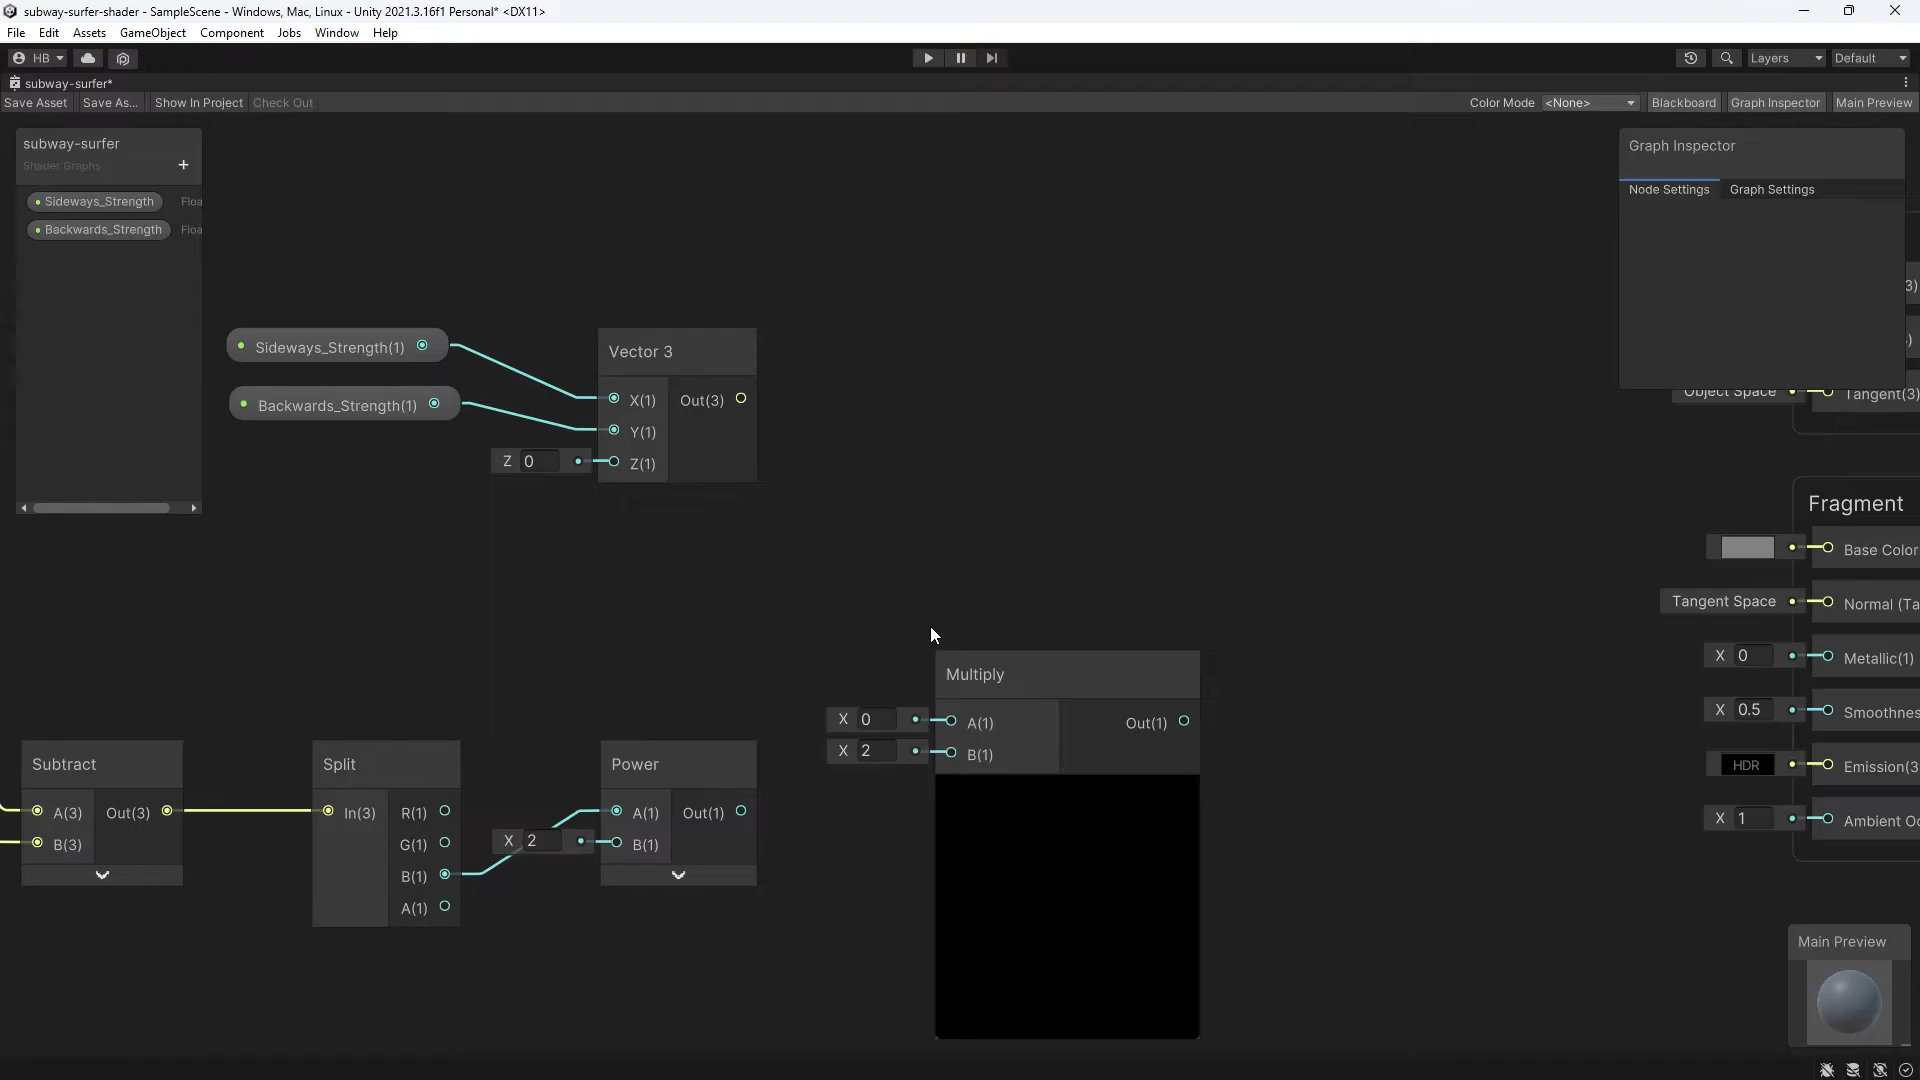 subway-surfer-shader - SampleScene - Windows, Mac, Linux - Unity 2021.3.16f1 Personal* <DX11>
File Edit Assets GameObject Component Jobs Window Help
HB Layers Default
subway-surfer*
Save Asset Save As... Show In Project Check Out Color Mode <None> Blackboard Graph Inspector Main Preview
subway-surfer
Shader Graphs
+
Sideways_Strength Floa
Backwards_Strength Floa
Graph Inspector
Node Settings Graph Settings
3)
)
Object Space Tangent(3)
Sideways_Strength(1)
Backwards_Strength(1)
Vector 3
X(1) Out(3)
Y(1)
Z 0 Z(1)
Fragment
Base Color
Tangent Space Normal (Ta
X 0 Metallic(1)
X 0.5 Smoothnes
HDR Emission(3
X 1 Ambient Oc
Multiply
X 0 A(1) Out(1)
X 2 B(1)
Subtract
A(3) Out(3)
B(3)
Split
In(3) R(1)
G(1)
B(1)
A(1)
Power
A(1) Out(1)
X 2 B(1)
Main Preview